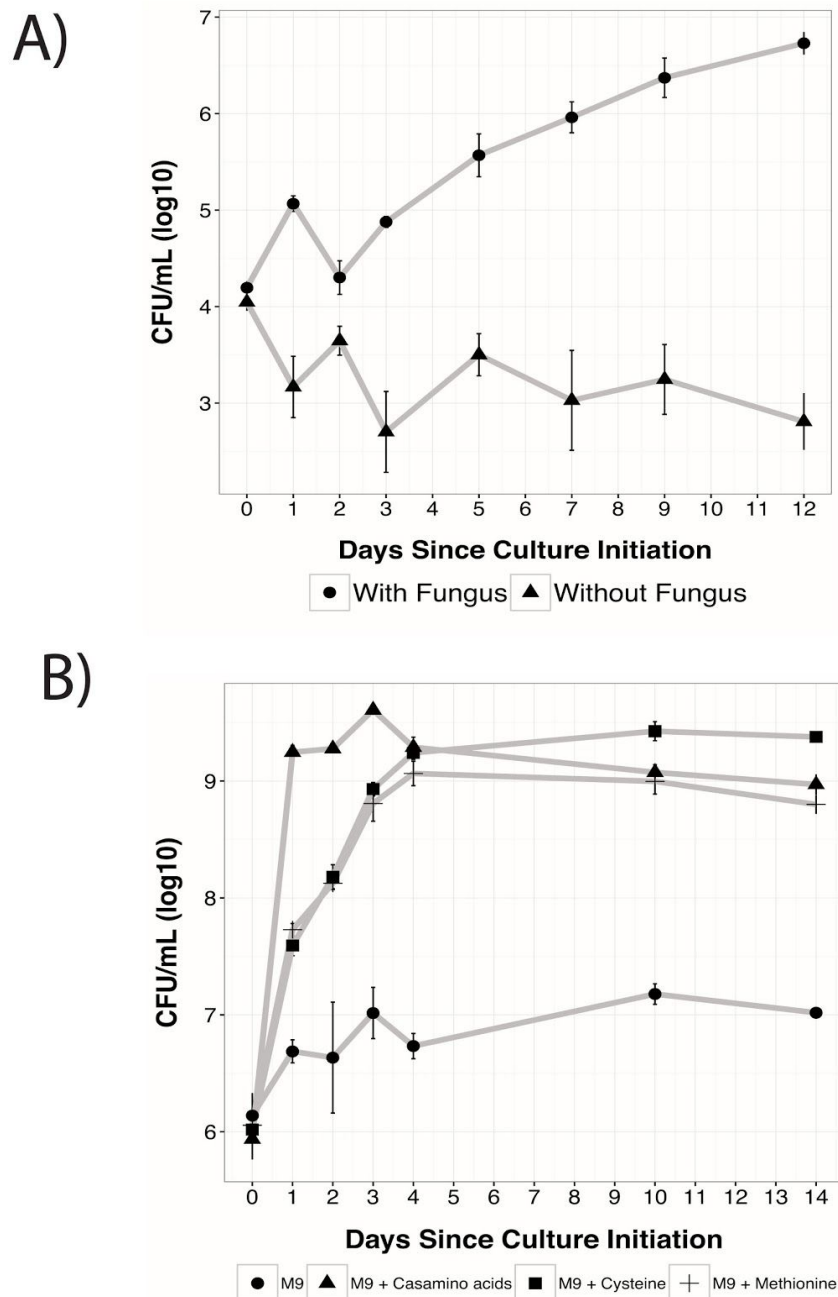 A)
7
6
5
4
3
CFU/mL (log10)
0 1 2 3 4 5 6 7 8 9 10 11 12
Days Since Culture Initiation
With Fungus Without Fungus
B)
9
8
7
6
CFU/mL (log10)
0 1 2 3 4 5 6 7 8 9 10 11 12 13 14
Days Since Culture Initiation
M9 M9 + Casamino acids M9 + Cysteine M9 + Methionine